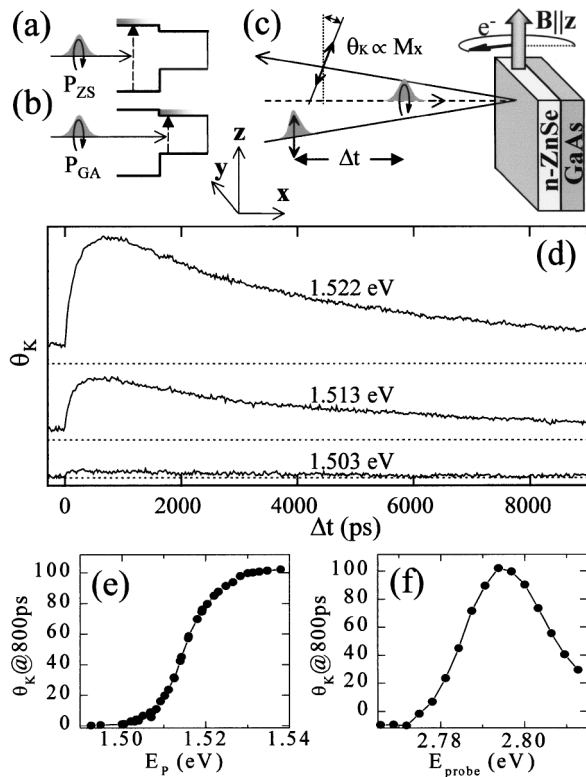 (a)
P_ZS
(b)
P_GA
(c)
θ_K ∝ M_x
Δt
z
y
x
e⁻
B||z
n-ZnSe
GaAs
(d)
1.522 eV
1.513 eV
1.503 eV
θ_K
0 2000 4000 6000 8000
Δt (ps)
(e)
θ_K@800ps
100
80
60
40
20
0
1.50 1.52 1.54
E_P (eV)
(f)
θ_K@800ps
100
80
60
40
20
0
2.78 2.80
E_probe (eV)